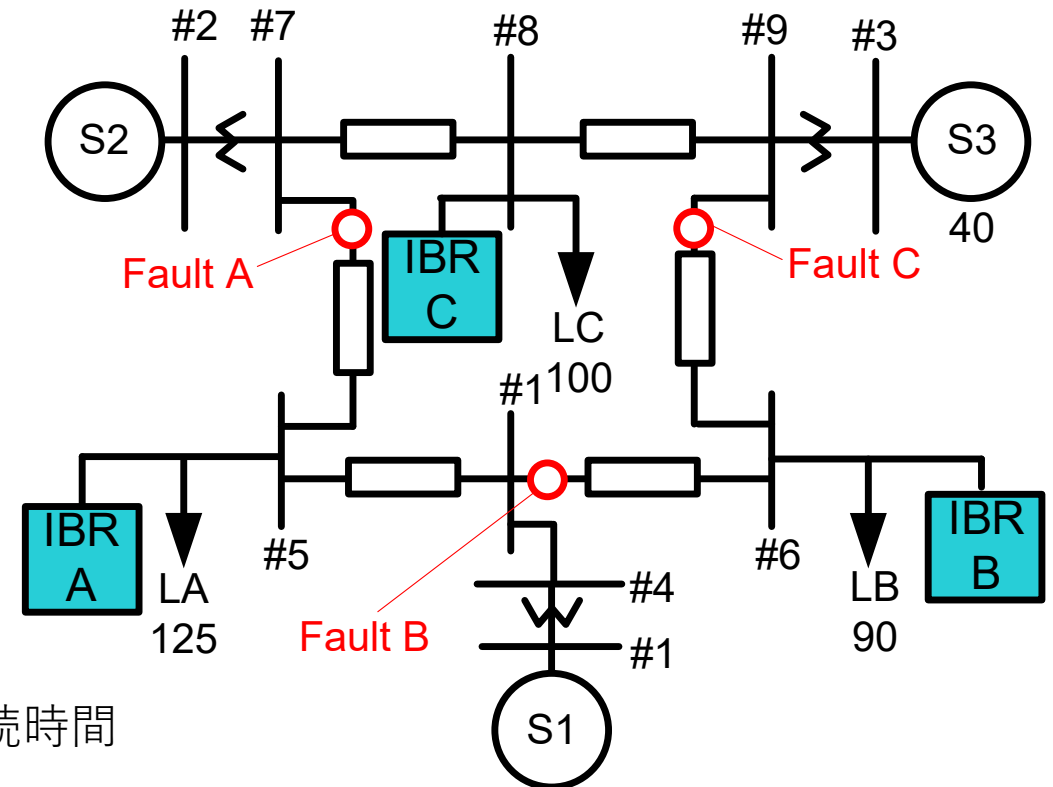 #2
#7
#8
#9
#3
S2
S3
40
Fault A
IBR
C
Fault C
LC
100
#1
IBR
A
LA
125
#5
Fault B
#4
#1
S1
#6
LB
90
IBR
B
続時間